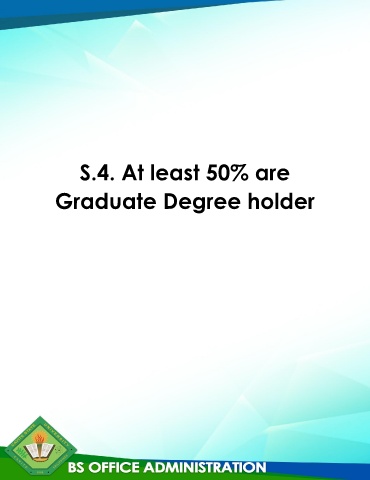 S.4. At least 50% are
Graduate Degree holder
BS OFFICE ADMINISTRATION